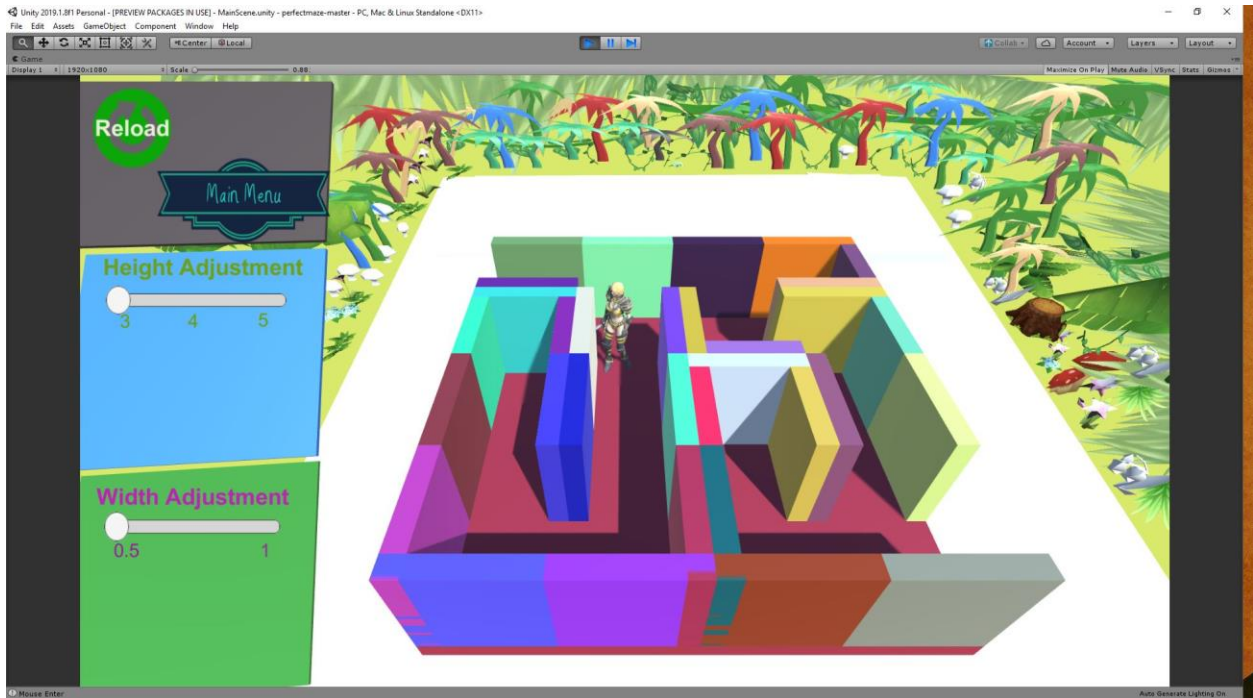 Unity 2019.1.8f1 Personal - [PREVIEW PACKAGES IN USE] - MainScene.unity - perfectmaze-master - PC, Mac & Linux Standalone <DX11>
File Edit Assets GameObject Component Window Help
Center Local Collab Account Layers Layout
Game
Display 1 1920x1080 Scale 0.88 Maximize On Play Mute Audio VSync Stats Gizmos
Reload
Main Menu
Height Adjustment
3 4 5
Width Adjustment
0.5 1
Mouse Enter Auto Generate Lighting On